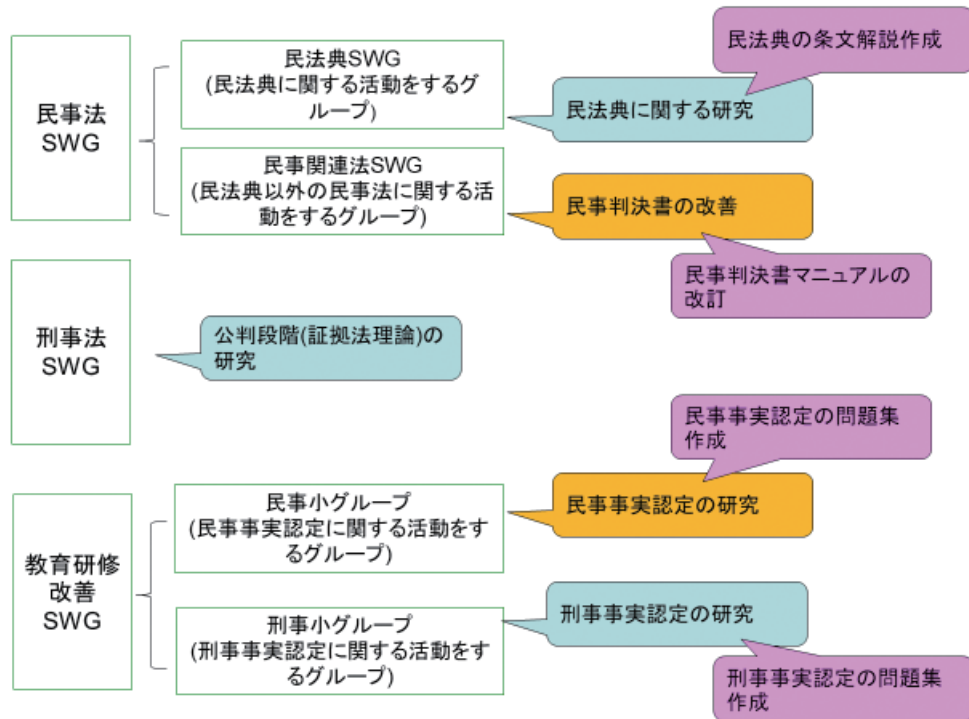 民事法
SWG
民法典SWG
(民法典に関する活動をするグ
ループ)
民法典に関する研究
民法典の条文解説作成
民事関連法SWG
(民法典以外の民事法に関する活
動をするグループ)
民事判決書の改善
民事判決書マニュアルの
改訂
刑事法
SWG
公判段階(証拠法理論)の
研究
教育研修
改善
SWG
民事小グループ
(民事事実認定に関する活動をす
るグループ)
民事事実認定の研究
民事事実認定の問題集
作成
刑事小グループ
(刑事事実認定に関する活動をす
るグループ)
刑事事実認定の研究
刑事事実認定の問題集
作成